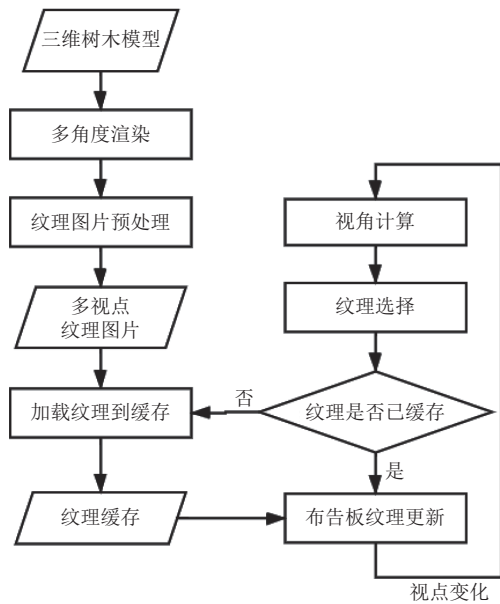 三维树木模型
多角度渲染
纹理图片预处理
多视点
纹理图片
加载纹理到缓存
纹理缓存
视角计算
纹理选择
纹理是否已缓存
否
是
布告板纹理更新
视点变化